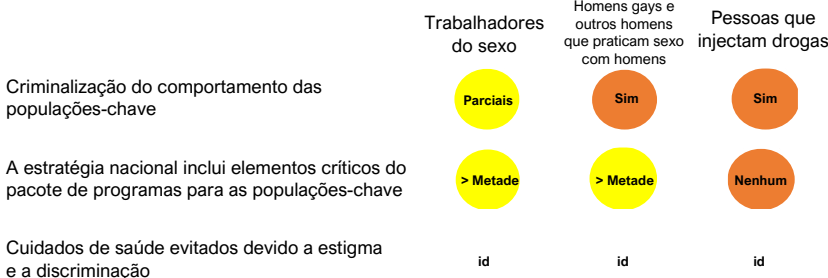 Trabalhadores
do sexo
Homens gays e
outros homens
que praticam sexo
com homens
Pessoas que
injectam drogas
Criminalização do comportamento das
populações-chave
Parciais
Sim
Sim
A estratégia nacional inclui elementos críticos do
pacote de programas para as populações-chave
> Metade
> Metade
Nenhum
Cuidados de saúde evitados devido a estigma
e a discriminação
id
id
id